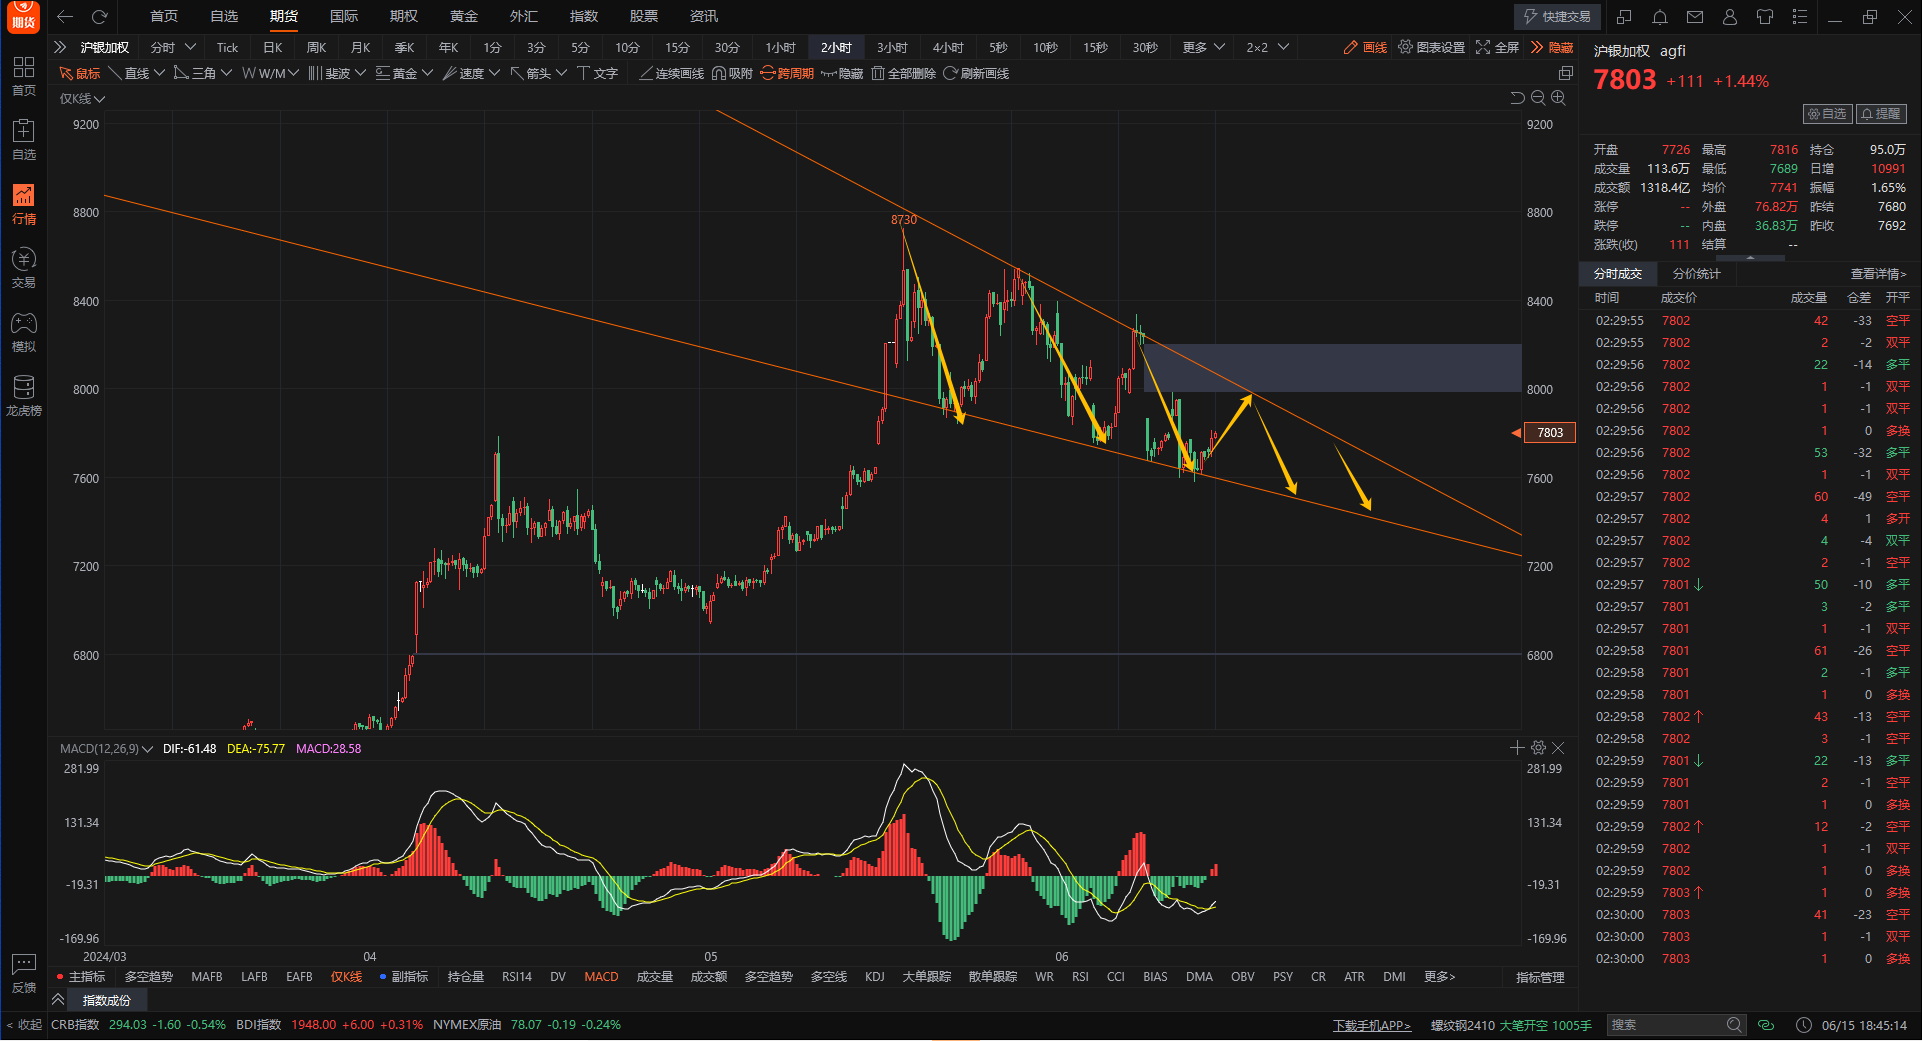 期货 首页 自选 期货 国际 期权 黄金 外汇 指数 股票 资讯 快捷交易
沪银加权 分时 Tick 日K 周K 月K 季K 年K 1分 3分 5分 10分 15分 30分 1小时 2小时 3小时 4小时 5秒 10秒 15秒 30秒 更多 2×2 画线 图表设置 全屏 隐藏
鼠标 直线 三角 W/M 斐波 黄金 速度 箭头 文字 连续画线 吸附 跨周期 隐藏 全部删除 刷新画线
首页
自选
行情
交易
模拟
龙虎榜
反馈
< 收起
仅K线
9200 9200
8800 8730 8800
8400 8400
8000 8000
7803
7600 7600
7200 7200
6800 6800
MACD(12,26,9) DIF:-61.48 DEA:-75.77 MACD:28.58
281.99 281.99
131.34 131.34
-19.31 -19.31
-169.96 -169.96
2024/03 04 05 06
主指标 多空趋势 MAFB LAFB EAFB 仅K线 副指标 持仓量 RSI14 DV MACD 成交量 成交额 多空趋势 多空线 KDJ 大单跟踪 散单跟踪 WR RSI CCI BIAS DMA OBV PSY CR ATR DMI 更多> 指标管理
指数成份
CRB指数 294.03 -1.60 -0.54% BDI指数 1948.00 +6.00 +0.31% NYMEX原油 78.07 -0.19 -0.24% 下载手机APP> 螺纹钢2410 大笔开空 1005手 搜索 06/15 18:45:14
沪银加权 agfi
7803 +111 +1.44%
自选 提醒
开盘 7726 最高 7816 持仓 95.0万
成交量 113.6万 最低 7689 日增 10991
成交额 1318.4亿 均价 7741 振幅 1.65%
涨停 -- 外盘 76.82万 昨结 7680
跌停 -- 内盘 36.83万 昨收 7692
涨跌(收) 111 结算 --
分时成交 分价统计 查看详情>
时间 成交价 成交量 仓差 开平
02:29:55 7802 42 -33 空平
02:29:55 7802 2 -2 双平
02:29:56 7802 22 -14 多平
02:29:56 7802 1 -1 双平
02:29:56 7802 1 -1 空平
02:29:56 7802 1 0 多换
02:29:56 7802 53 -32 多平
02:29:56 7802 1 -1 双平
02:29:57 7802 60 -49 空平
02:29:57 7802 4 1 多开
02:29:57 7802 4 -4 双平
02:29:57 7802 2 -1 空平
02:29:57 7801↓ 50 -10 多平
02:29:57 7801 3 -2 多平
02:29:57 7801 1 -1 双平
02:29:58 7801 61 -26 空平
02:29:58 7801 2 -1 多平
02:29:58 7801 1 0 多换
02:29:58 7802↑ 43 -13 空平
02:29:58 7802 3 -1 空平
02:29:59 7801↓ 22 -13 多平
02:29:59 7801 2 -1 空平
02:29:59 7801 1 0 多换
02:29:59 7802↑ 12 -2 空平
02:29:59 7802 1 -1 双平
02:29:59 7802 1 0 多换
02:29:59 7803↑ 1 0 多换
02:30:00 7803 41 -23 空平
02:30:00 7803 1 -1 双平
02:30:00 7803 1 0 多换